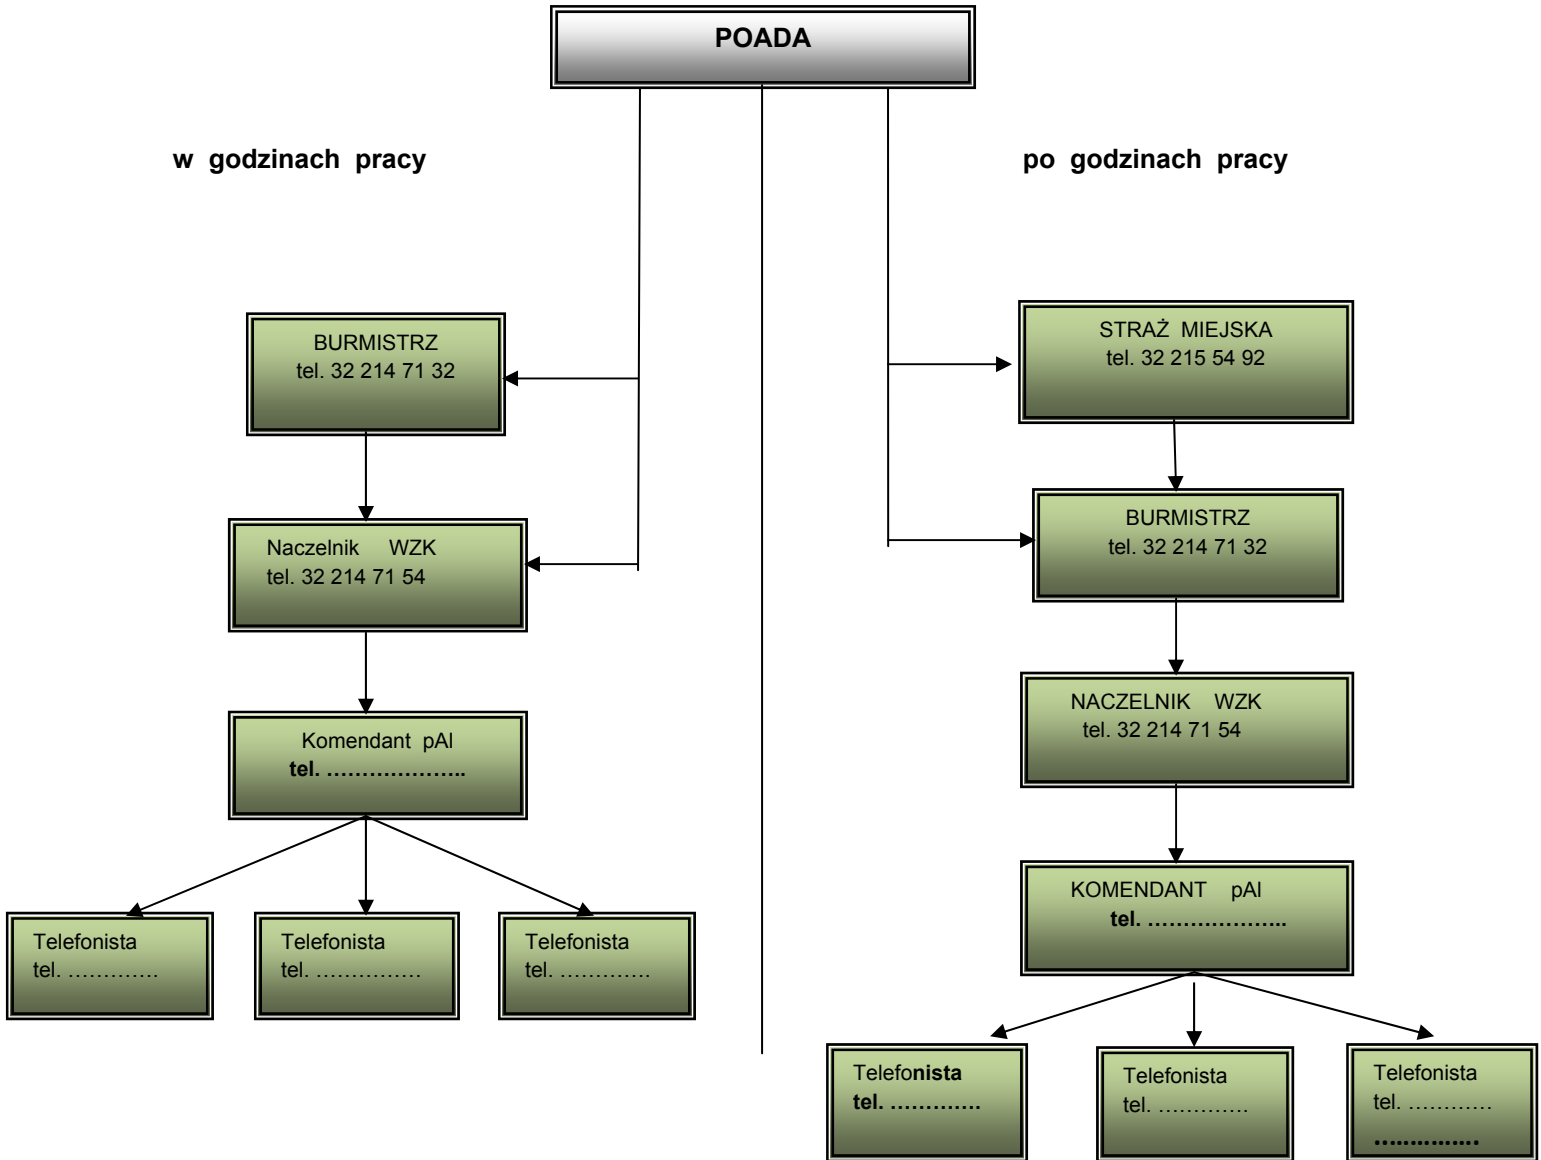 POADA
w godzinach pracy
po godzinach pracy
BURMISTRZ
tel. 32 214 71 32
Naczelnik WZK
tel. 32 214 71 54
Komendant pAl
tel. ………………..
Telefonista
tel. ………….
Telefonista
tel. ……………
Telefonista
tel. ………….
STRAŻ MIEJSKA
tel. 32 215 54 92
BURMISTRZ
tel. 32 214 71 32
NACZELNIK WZK
tel. 32 214 71 54
KOMENDANT pAl
tel. ………………..
Telefonista
tel. ………….
Telefonista
tel. ………….
Telefonista
tel. …………
……………